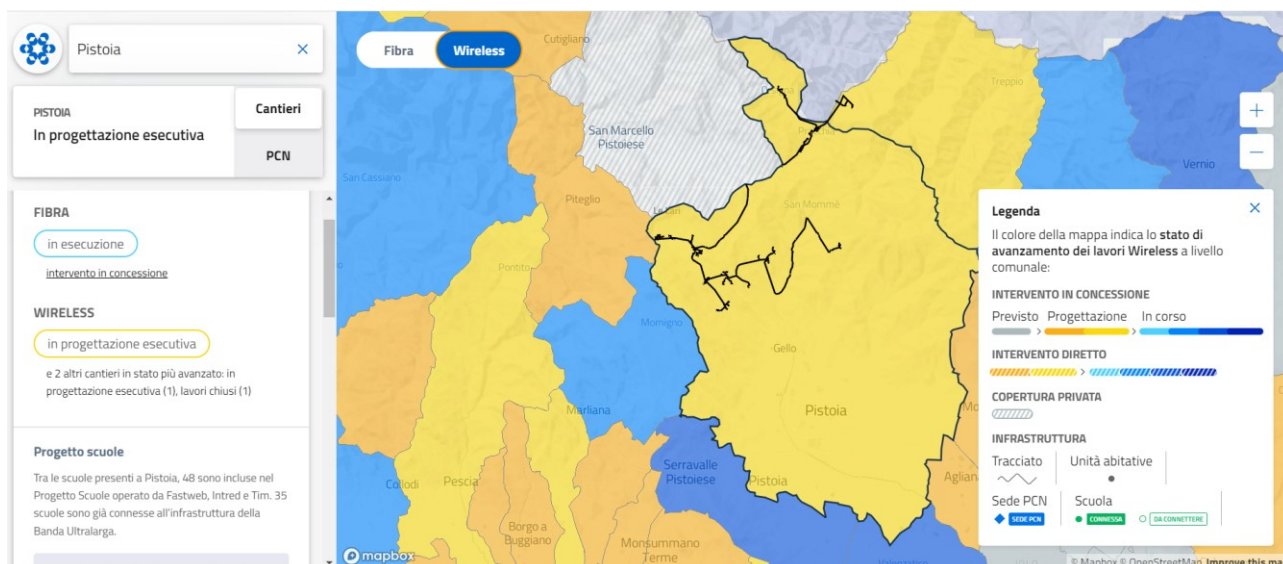 Pistoia
PISTOIA
In progettazione esecutiva
Cantieri
PCN
FIBRA
in esecuzione
intervento in concessione
WIRELESS
in progettazione esecutiva
e 2 altri cantieri in stato più avanzato: in
progettazione esecutiva (1), lavori chiusi (1)
Progetto scuole
Tra le scuole presenti a Pistoia, 48 sono incluse nel
Progetto Scuole operato da Fastweb, Intred e Tim. 35
scuole sono già connesse all'infrastruttura della
Banda Ultralarga.
Fibra
Wireless
Cutigliano
Treppio
San Marcello
Pistoiese
Vernio
San Cassiano
Piteglio
San Mommè
Pontito
Momigno
Gello
Marliana
Pistoia
Serravalle
Pistoiese
Pistoia
Collodi
Pescia
Borgo a
Buggiano
Monsummano
Terme
mapbox
Legenda
Il colore della mappa indica lo stato di
avanzamento dei lavori Wireless a livello
comunale:
INTERVENTO IN CONCESSIONE
Previsto
Progettazione
In corso
INTERVENTO DIRETTO
COPERTURA PRIVATA
INFRASTRUTTURA
Tracciato
Unità abitative
Sede PCN
Scuola
SEDE PCN
CONNESSA
DA CONNETTERE
© Mapbox © OpenStreetMap Improve this ma